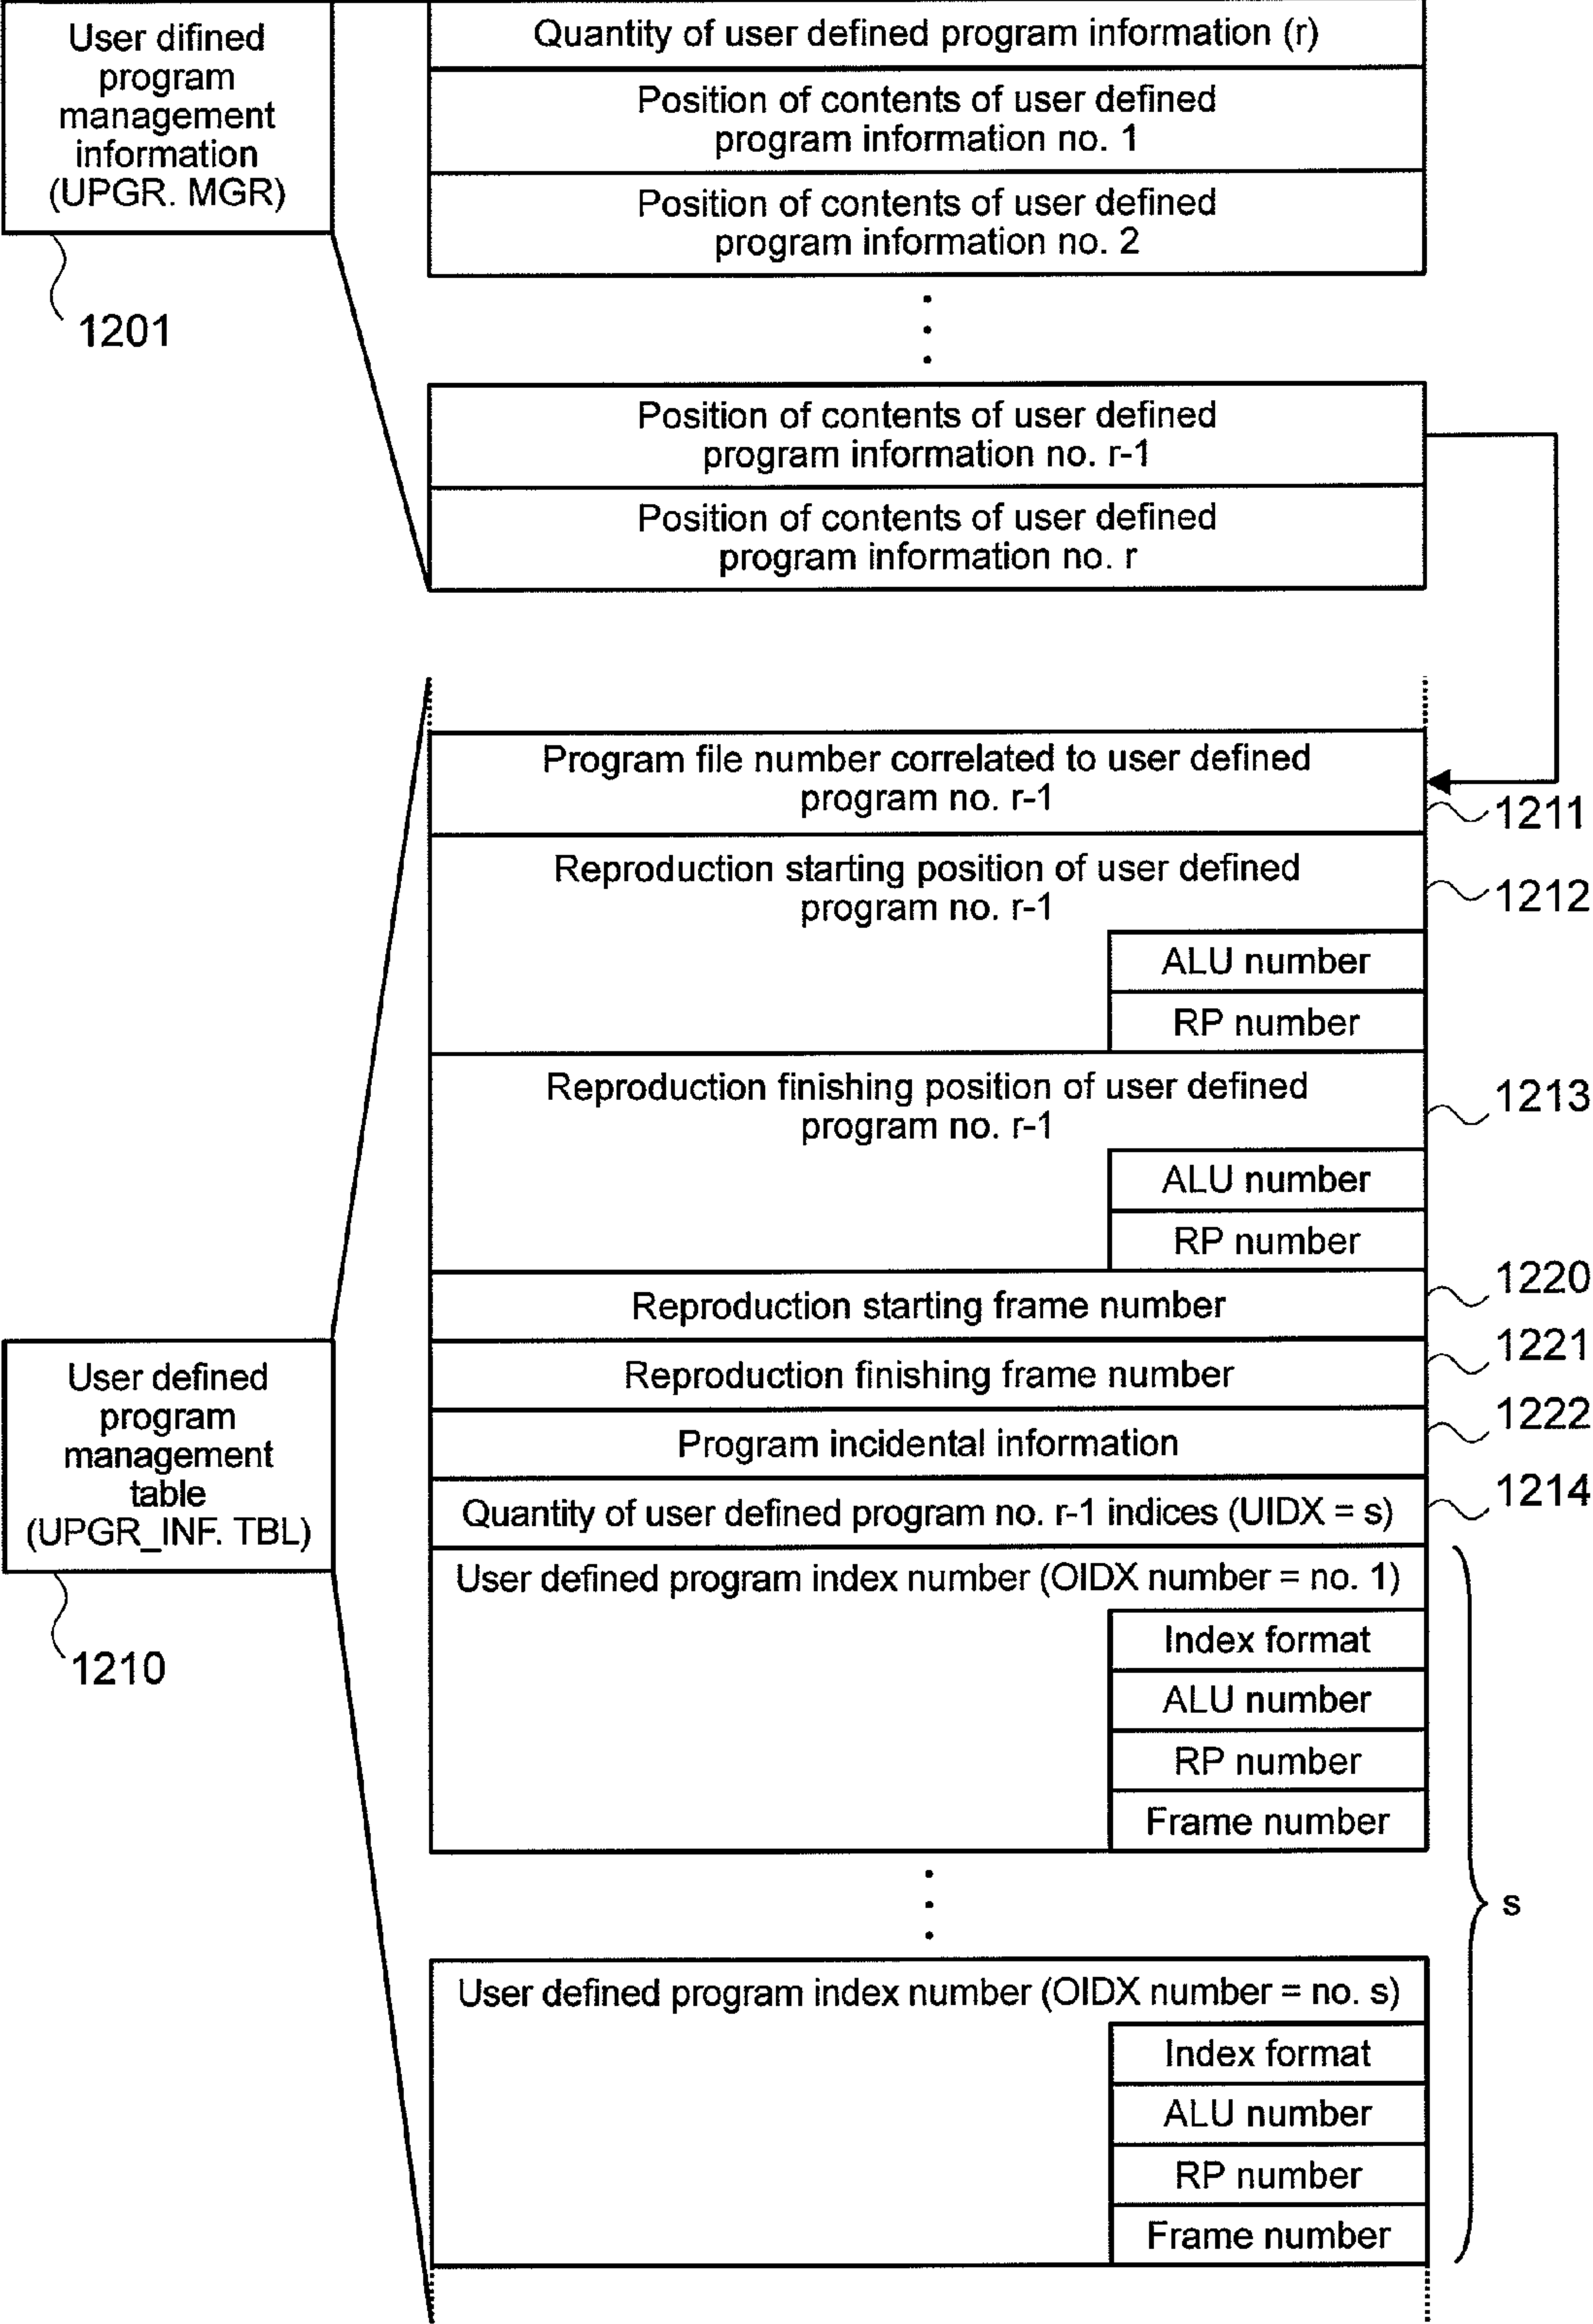 User difined
program
management
information
(UPGR. MGR)
1201
Quantity of user defined program information (r)
Position of contents of user defined
program information no. 1
Position of contents of user defined
program information no. 2
Position of contents of user defined
program information no. r-1
Position of contents of user defined
program information no. r
Program file number correlated to user defined
program no. r-1
1211
Reproduction starting position of user defined
program no. r-1
1212
ALU number
RP number
Reproduction finishing position of user defined
program no. r-1
1213
ALU number
RP number
Reproduction starting frame number
1220
Reproduction finishing frame number
1221
Program incidental information
1222
Quantity of user defined program no. r-1 indices (UIDX = s)
1214
User defined
program
management
table
(UPGR_INF. TBL)
1210
User defined program index number (OIDX number = no. 1)
Index format
ALU number
RP number
Frame number
s
User defined program index number (OIDX number = no. s)
Index format
ALU number
RP number
Frame number